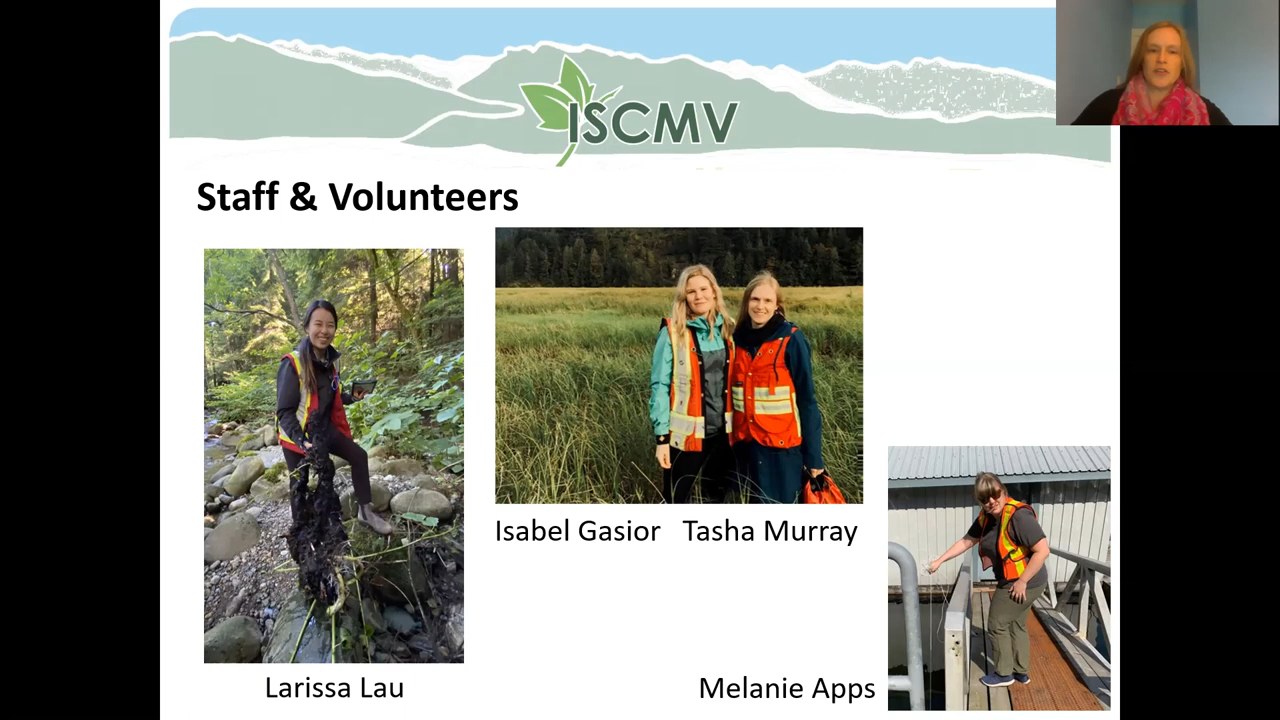 ISCMV
Staff & Volunteers
Isabel Gasior Tasha Murray
Larissa Lau
Melanie Apps